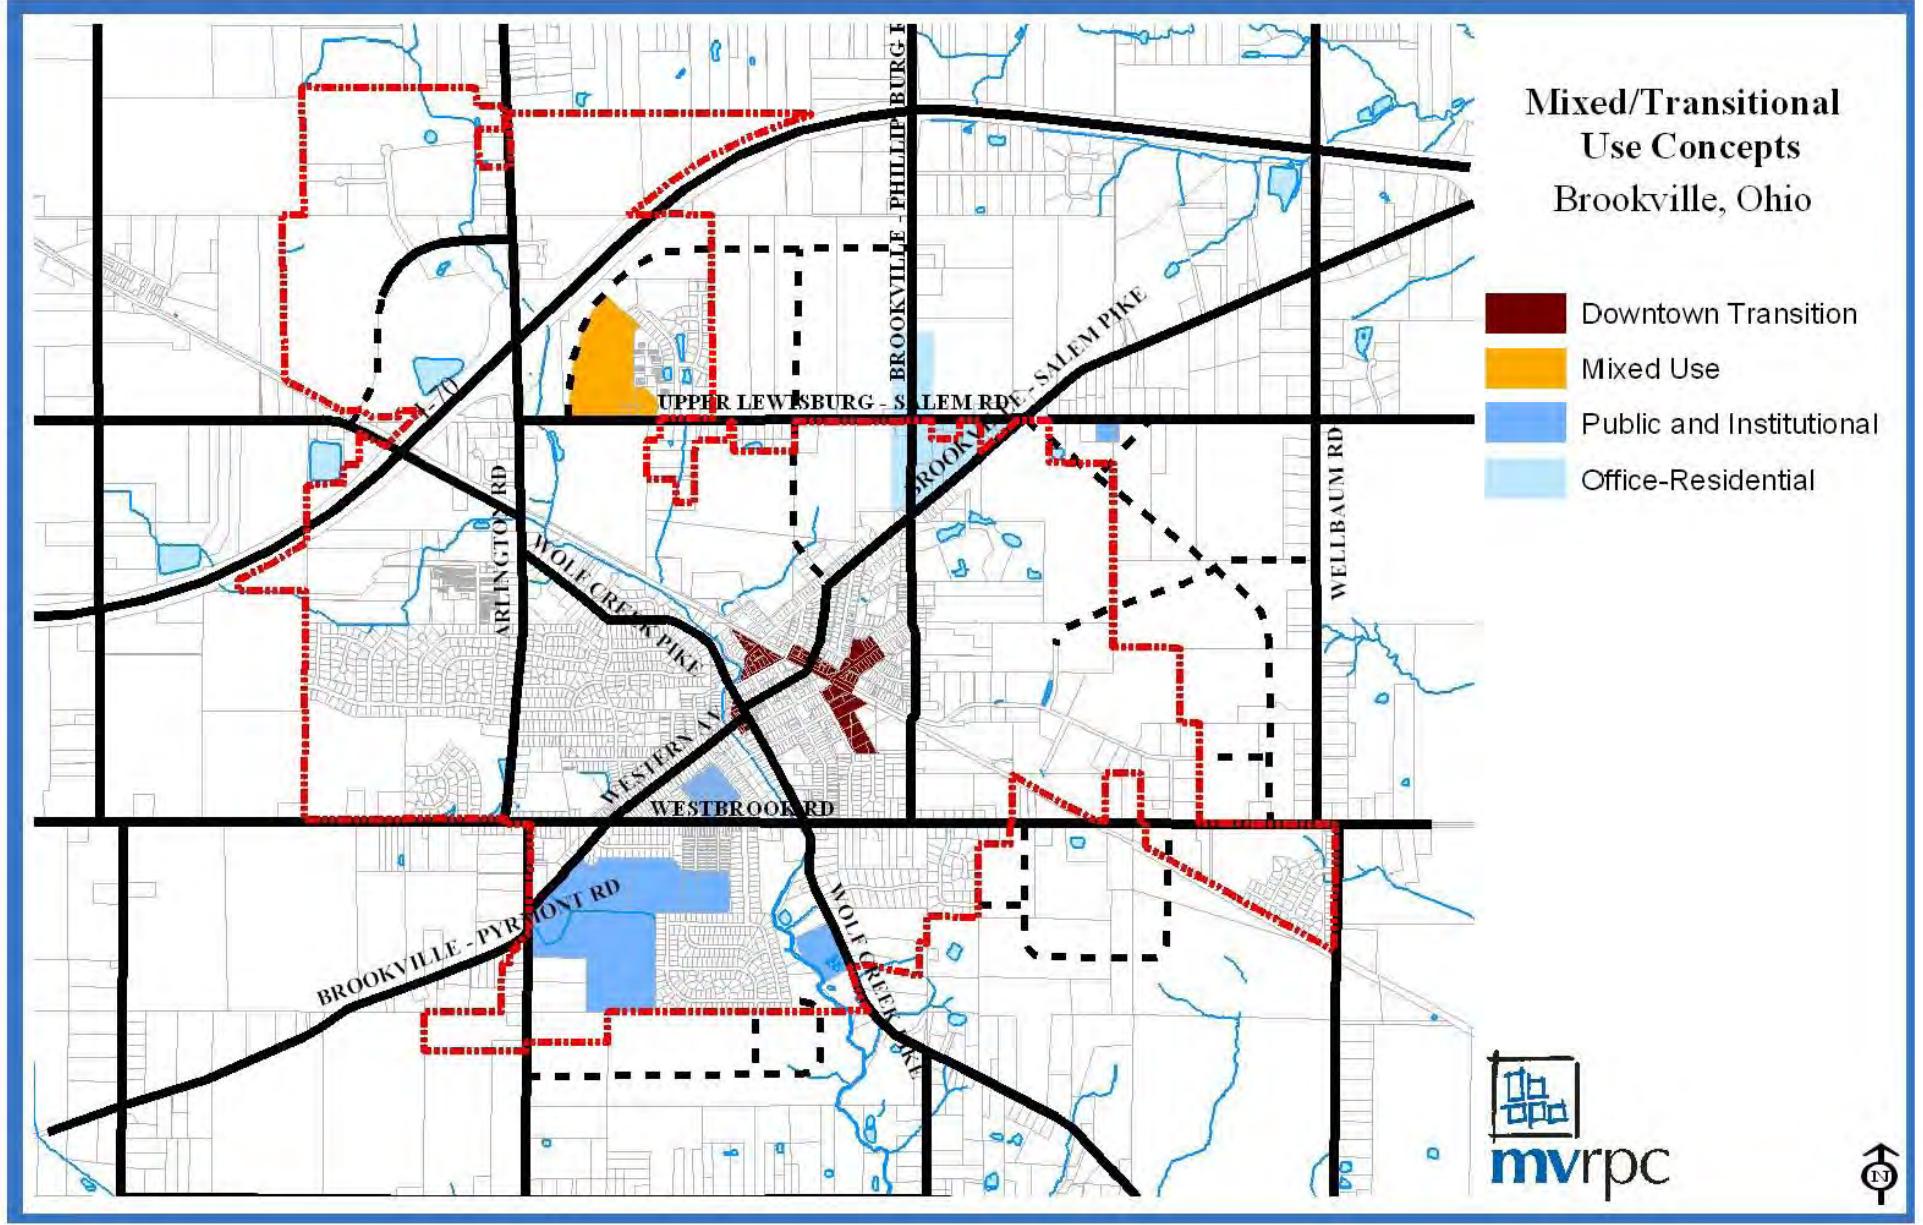 Mixed/Transitional
Use Concepts
Brookville, Ohio
Downtown Transition
Mixed Use
Public and Institutional
Office-Residential
BROOKVILLE - PHILLIPSBURG R
BROOKVILLE - SALEM PIKE
I-70
UPPER LEWISBURG - SALEM RD
ARLINGTON RD
WELLBAUM RD
WOLF CREEK PIKE
WESTERN AV
WESTBROOK RD
BROOKVILLE - PYRMONT RD
WOLF CREEK PIKE
mvrpc
N